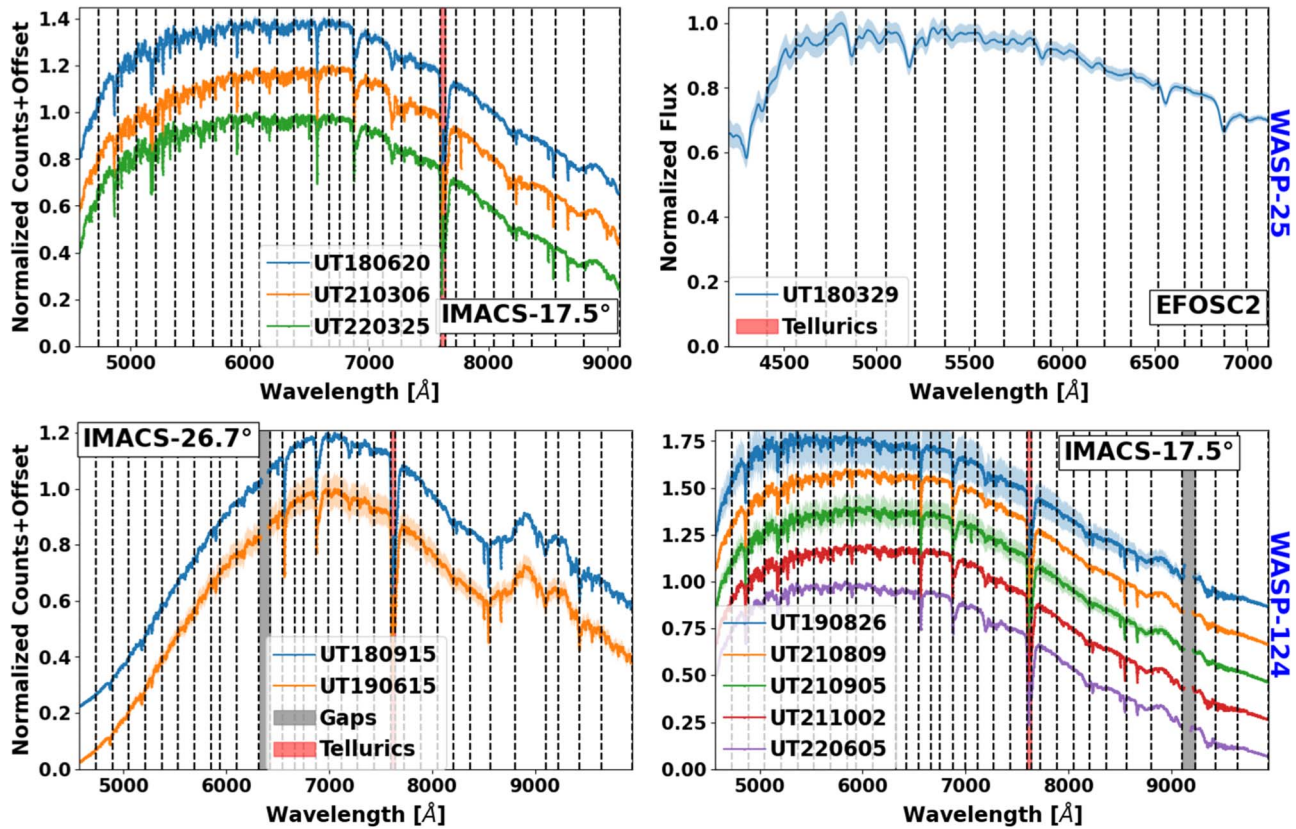 1.4
1.2
1.0
0.8
0.6
0.4
0.2
0.0
Normalized Counts+Offset
UT180620
UT210306
UT220325
IMACS-17.5°
5000 6000 7000 8000 9000
Wavelength [Å]
1.0
0.8
0.6
0.4
0.2
0.0
Normalized Flux
UT180329
Tellurics
EFOSC2
4500 5000 5500 6000 6500 7000
Wavelength [Å]
WASP-25
1.2
1.0
0.8
0.6
0.4
0.2
0.0
Normalized Counts+Offset
IMACS-26.7°
UT180915
UT190615
Gaps
Tellurics
5000 6000 7000 8000 9000
Wavelength [Å]
1.75
1.50
1.25
1.00
0.75
0.50
0.25
0.00
IMACS-17.5°
UT190826
UT210809
UT210905
UT211002
UT220605
5000 6000 7000 8000 9000
Wavelength [Å]
WASP-124